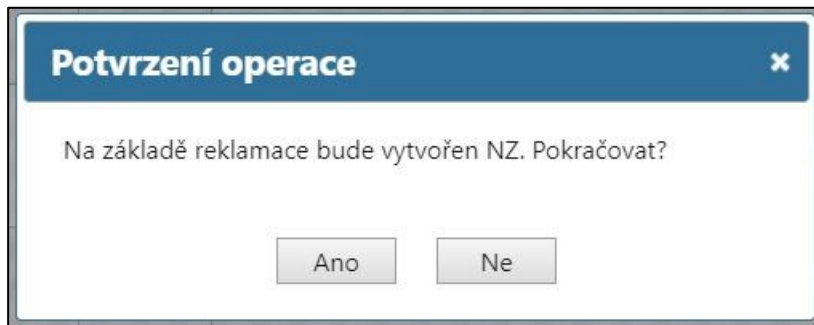 Potvrzení operace
Na základě reklamace bude vytvořen NZ. Pokračovat?
Ano Ne